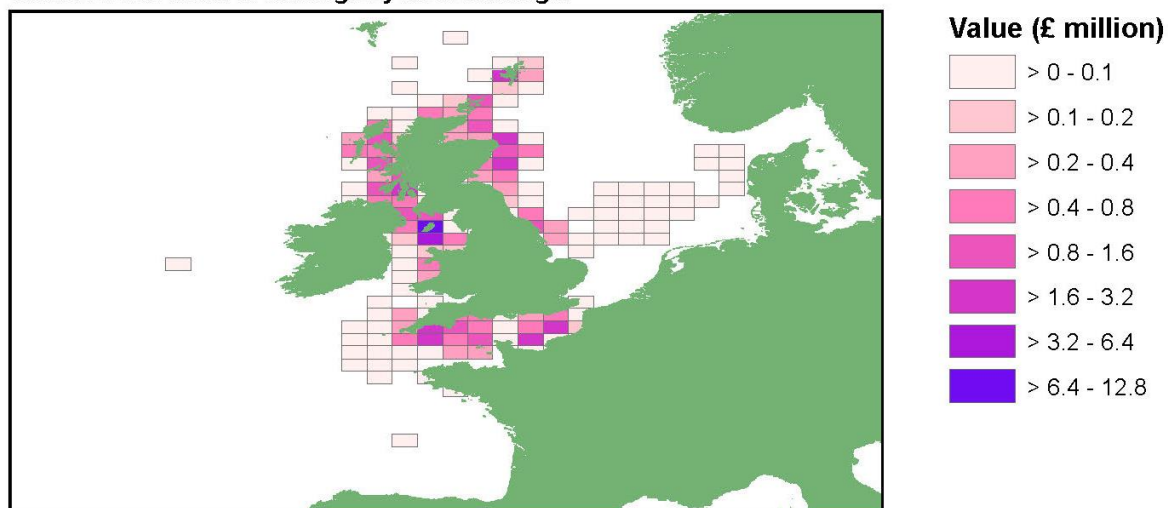 Value (£ million)
> 0 - 0.1
> 0.1 - 0.2
> 0.2 - 0.4
> 0.4 - 0.8
> 0.8 - 1.6
> 1.6 - 3.2
> 3.2 - 6.4
> 6.4 - 12.8